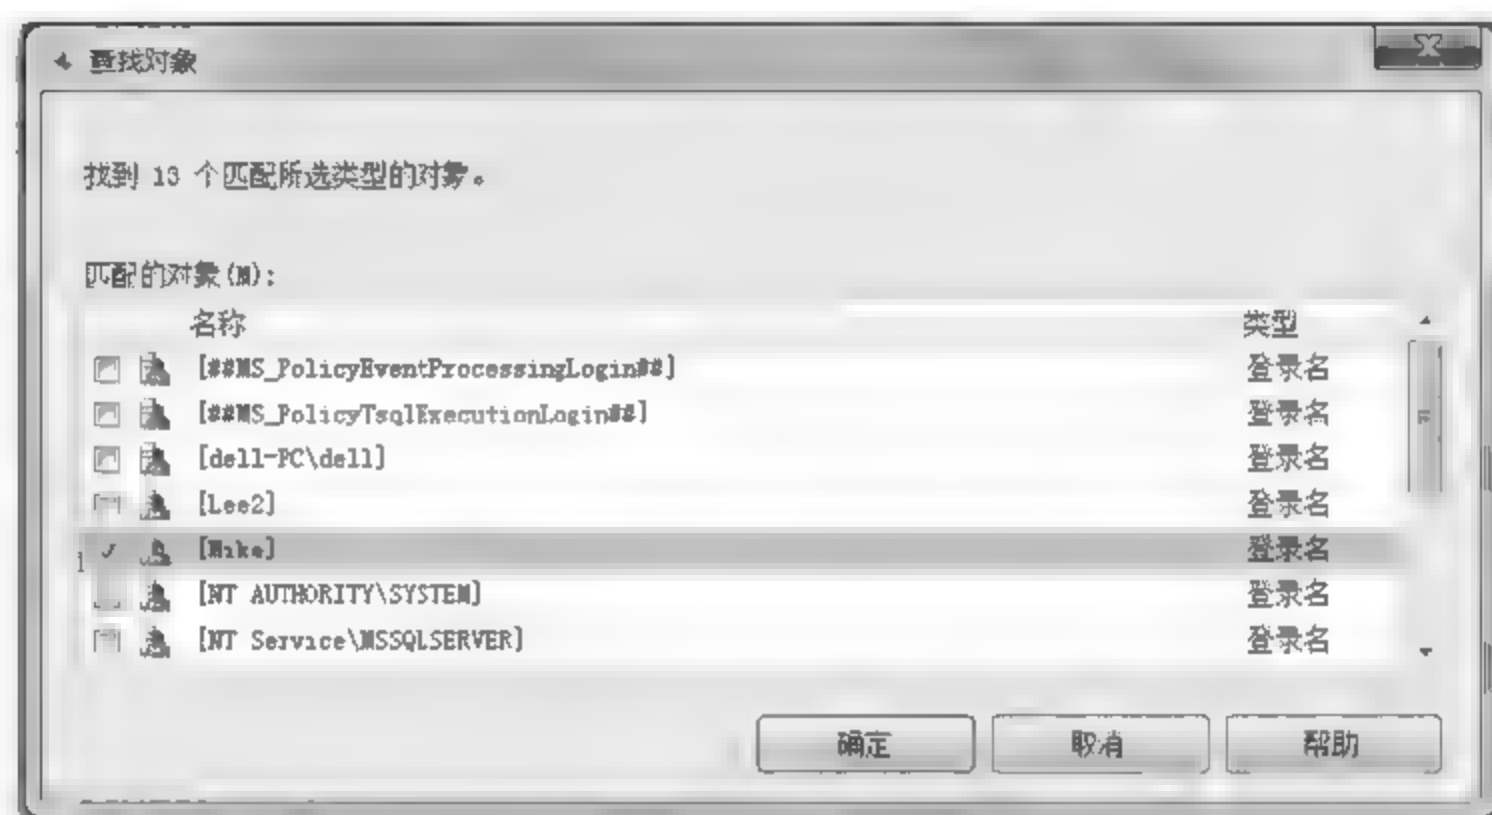 查找对象
找到 13 个匹配所选类型的对象。
匹配的对象(M):
名称 类型
[##MS_PolicyEventProcessingLogin##] 登录名
[##MS_PolicyTsqlExecutionLogin##] 登录名
[dell-PC\dell] 登录名
[Lee2] 登录名
[Mike] 登录名
[NT AUTHORITY\SYSTEM] 登录名
[NT Service\MSSQLSERVER] 登录名
确定 取消 帮助